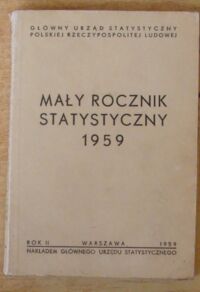 GŁÓWNY URZĄD STATYSTYCZNY
POLSKIEJ RZECZYPOSPOLITEJ LUDOWEJ
MAŁY ROCZNIK
STATYSTYCZNY
1959
ROK II WARSZAWA 1959
NAKŁADEM GŁÓWNEGO URZĘDU STATYSTYCZNEGO